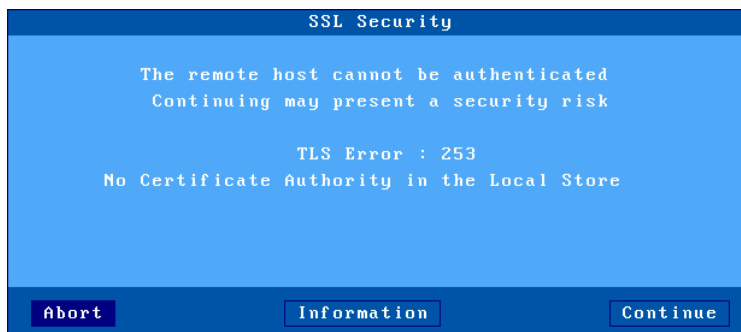 SSL Security
The remote host cannot be authenticated
Continuing may present a security risk
TLS Error : 253
No Certificate Authority in the Local Store
Abort
Information
Continue